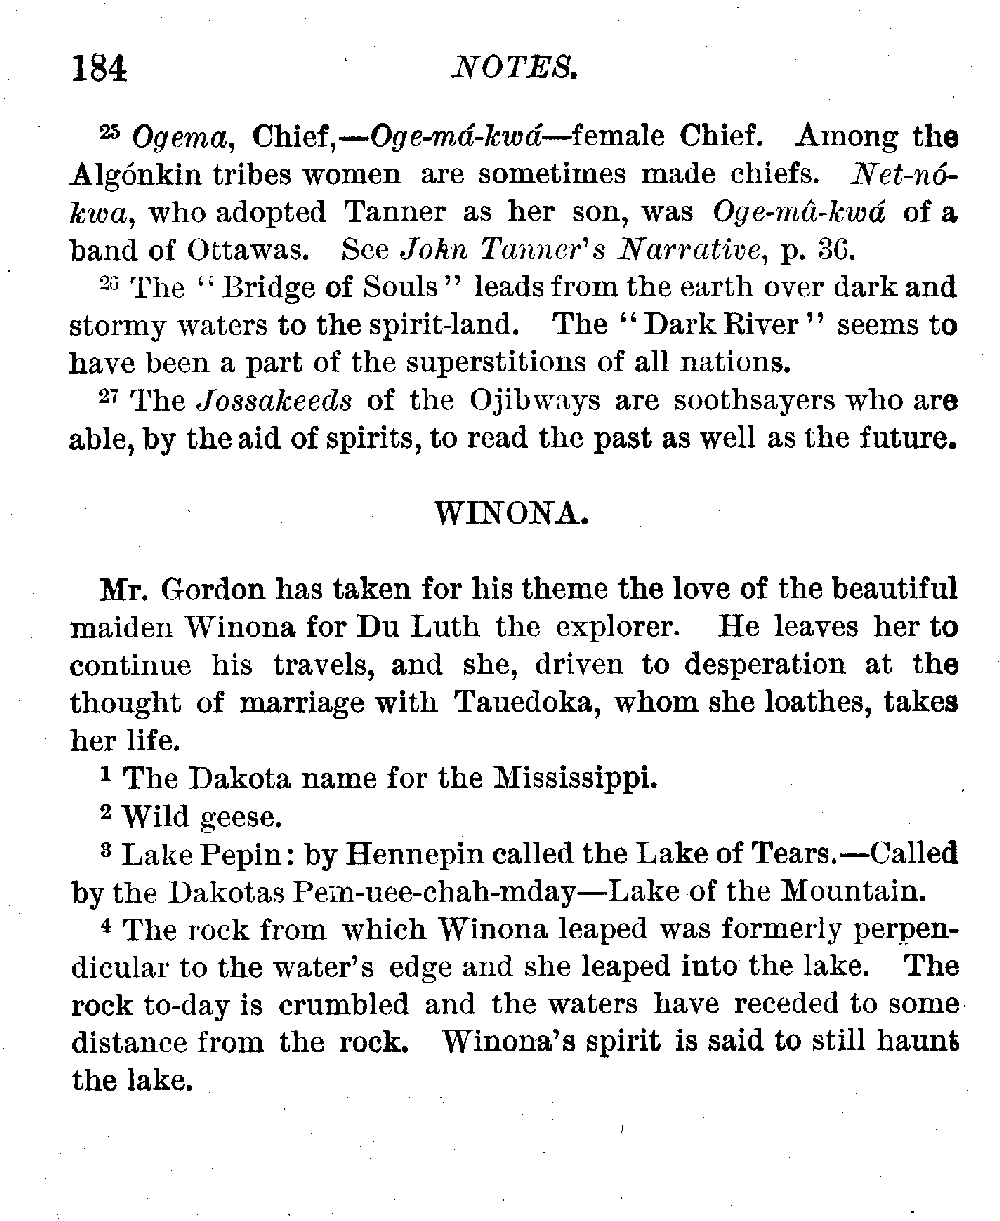 184 NOTES.
25 Ogema, Chief,—Oge-má-kwá—female Chief. Among the
Algónkin tribes women are sometimes made chiefs. Net-nó-
kwa, who adopted Tanner as her son, was Oge-mâ-kwá of a
band of Ottawas. See John Tanner's Narrative, p. 36.
26 The "Bridge of Souls" leads from the earth over dark and
stormy waters to the spirit-land. The "Dark River" seems to
have been a part of the superstitions of all nations.
27 The Jossakeeds of the Ojibways are soothsayers who are
able, by the aid of spirits, to read the past as well as the future.
WINONA.
Mr. Gordon has taken for his theme the love of the beautiful
maiden Winona for Du Luth the explorer. He leaves her to
continue his travels, and she, driven to desperation at the
thought of marriage with Tauedoka, whom she loathes, takes
her life.
1 The Dakota name for the Mississippi.
2 Wild geese.
3 Lake Pepin: by Hennepin called the Lake of Tears.—Called
by the Dakotas Pem-uee-chah-mday—Lake of the Mountain.
4 The rock from which Winona leaped was formerly perpen-
dicular to the water's edge and she leaped into the lake. The
rock to-day is crumbled and the waters have receded to some
distance from the rock. Winona's spirit is said to still haunt
the lake.